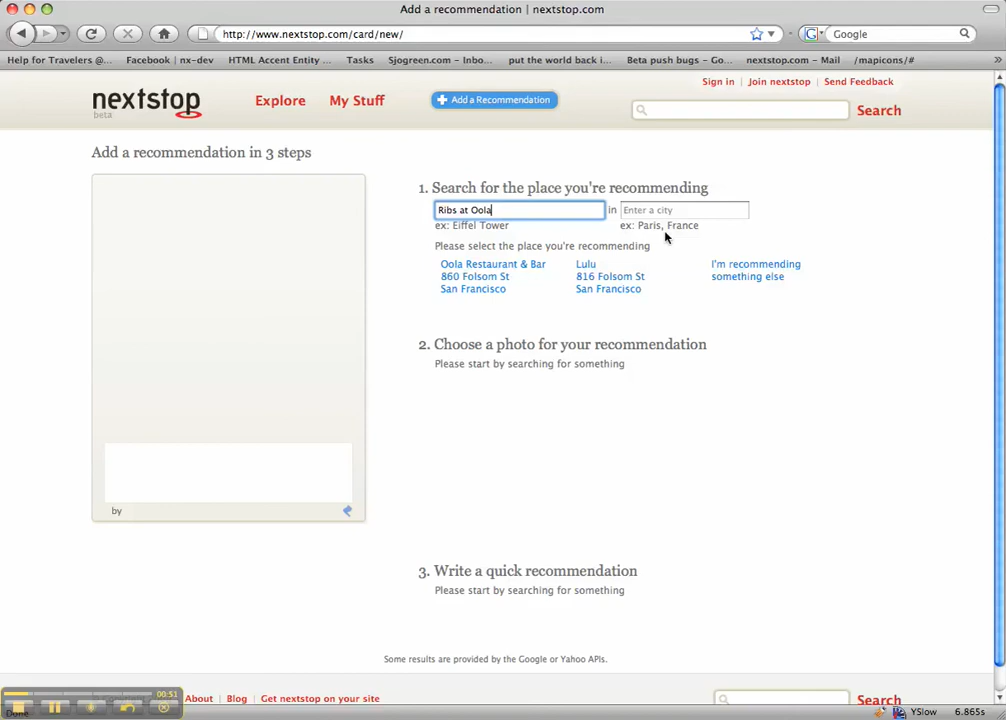 Add a recommendation | nextstop.com
http://www.nextstop.com/card/new/
Google
Help for Travelers @... Facebook | nx-dev HTML Accent Entity ... Tasks Sjogreen.com - Inbo... put the world back i... Beta push bugs - Go... nextstop.com - Mail /mapicons/# »
Sign in | Join nextstop | Send Feedback
nextstop
beta
Explore My Stuff Add a Recommendation
Search
Add a recommendation in 3 steps
1. Search for the place you're recommending
Ribs at Oola in Enter a city
ex: Eiffel Tower ex: Paris, France
Please select the place you're recommending
Oola Restaurant & Bar Lulu I'm recommending
860 Folsom St 816 Folsom St something else
San Francisco San Francisco
2. Choose a photo for your recommendation
Please start by searching for something
by
3. Write a quick recommendation
Please start by searching for something
Some results are provided by the Google or Yahoo APIs.
00:51
About | Blog | Get nextstop on your site
Search
Done
YSlow 6.865s